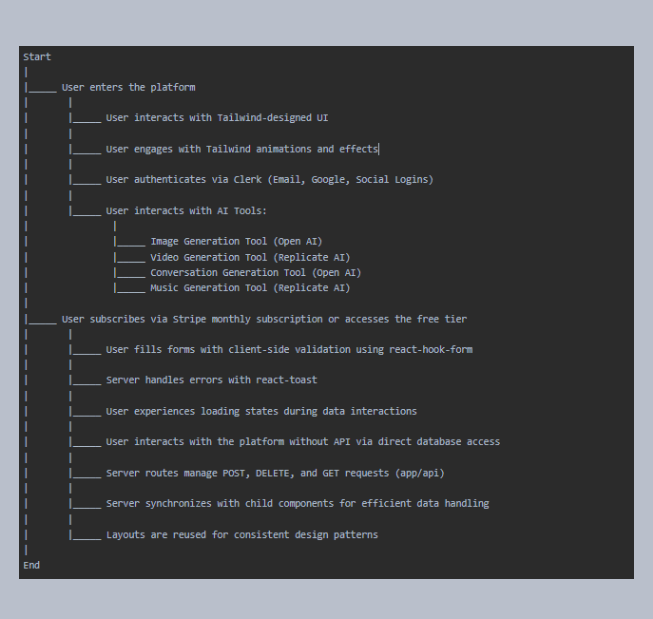 Start
|
|_____ User enters the platform
| |
| |_____ User interacts with Tailwind-designed UI
| |
| |_____ User engages with Tailwind animations and effects
| |
| |_____ User authenticates via Clerk (Email, Google, Social Logins)
| |
| |_____ User interacts with AI Tools:
| |
| |_____ Image Generation Tool (Open AI)
| |_____ Video Generation Tool (Replicate AI)
| |_____ Conversation Generation Tool (Open AI)
| |_____ Music Generation Tool (Replicate AI)
|
|_____ User subscribes via Stripe monthly subscription or accesses the free tier
| |
| |_____ User fills forms with client-side validation using react-hook-form
| |
| |_____ Server handles errors with react-toast
| |
| |_____ User experiences loading states during data interactions
| |
| |_____ User interacts with the platform without API via direct database access
| |
| |_____ Server routes manage POST, DELETE, and GET requests (app/api)
| |
| |_____ Server synchronizes with child components for efficient data handling
| |
| |_____ Layouts are reused for consistent design patterns
|
End